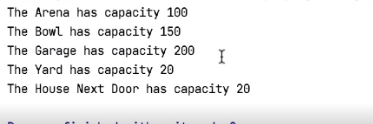 The Arena has capacity 100
The Bowl has capacity 150
The Garage has capacity 200
The Yard has capacity 20
The House Next Door has capacity 20